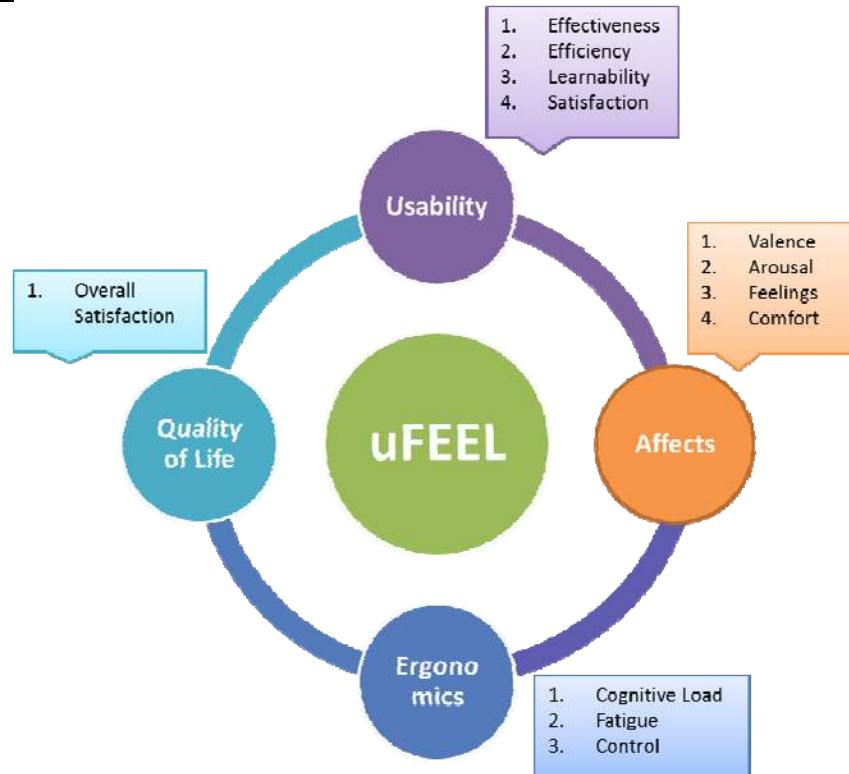 1. Effectiveness
2. Efficiency
3. Learnability
4. Satisfaction
Usability
1. Valence
2. Arousal
3. Feelings
4. Comfort
1. Overall
Satisfaction
Quality
of Life
uFEEL
Affects
Ergono
mics
1. Cognitive Load
2. Fatigue
3. Control